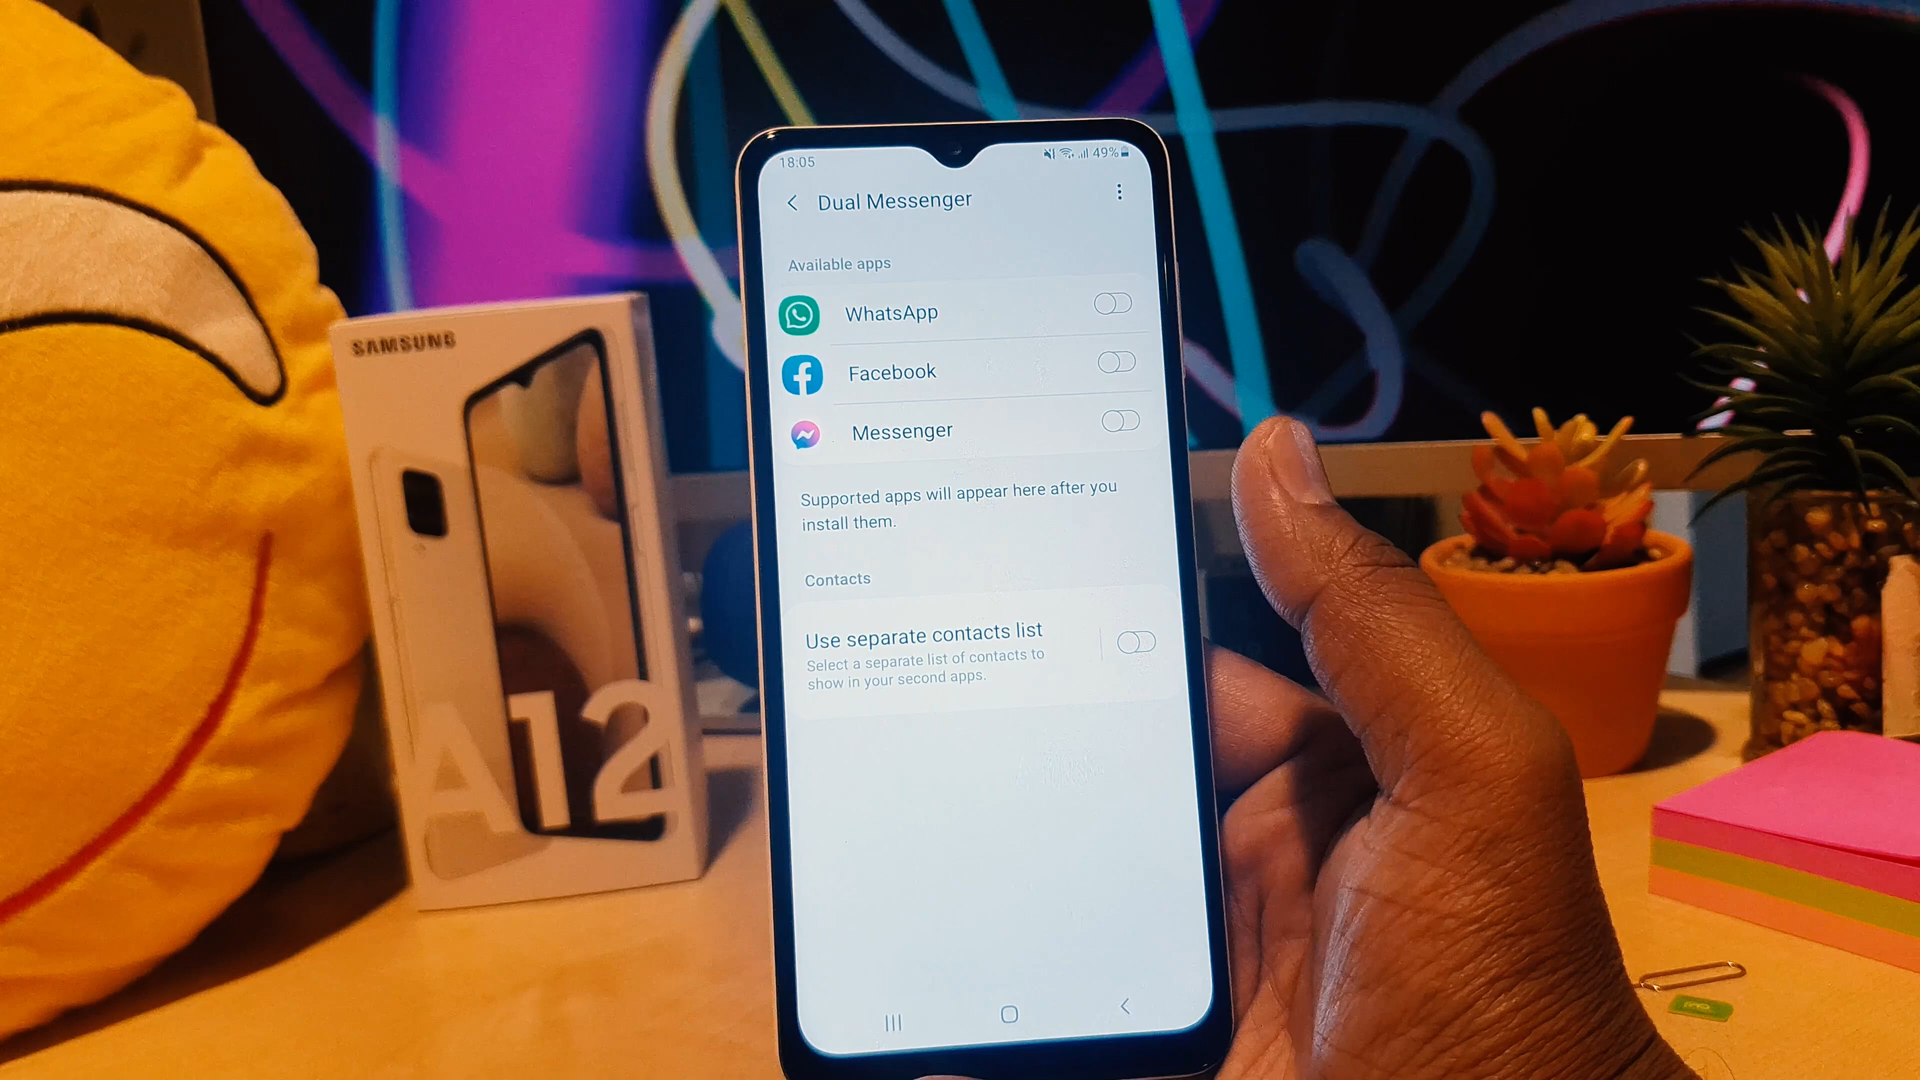 18:05
49%
Dual Messenger
Available apps
WhatsApp
Facebook
Messenger
Supported apps will appear here after you
install them.
Contacts
Use separate contacts list
Select a separate list of contacts to
show in your second apps.
SAMSUNG
A12